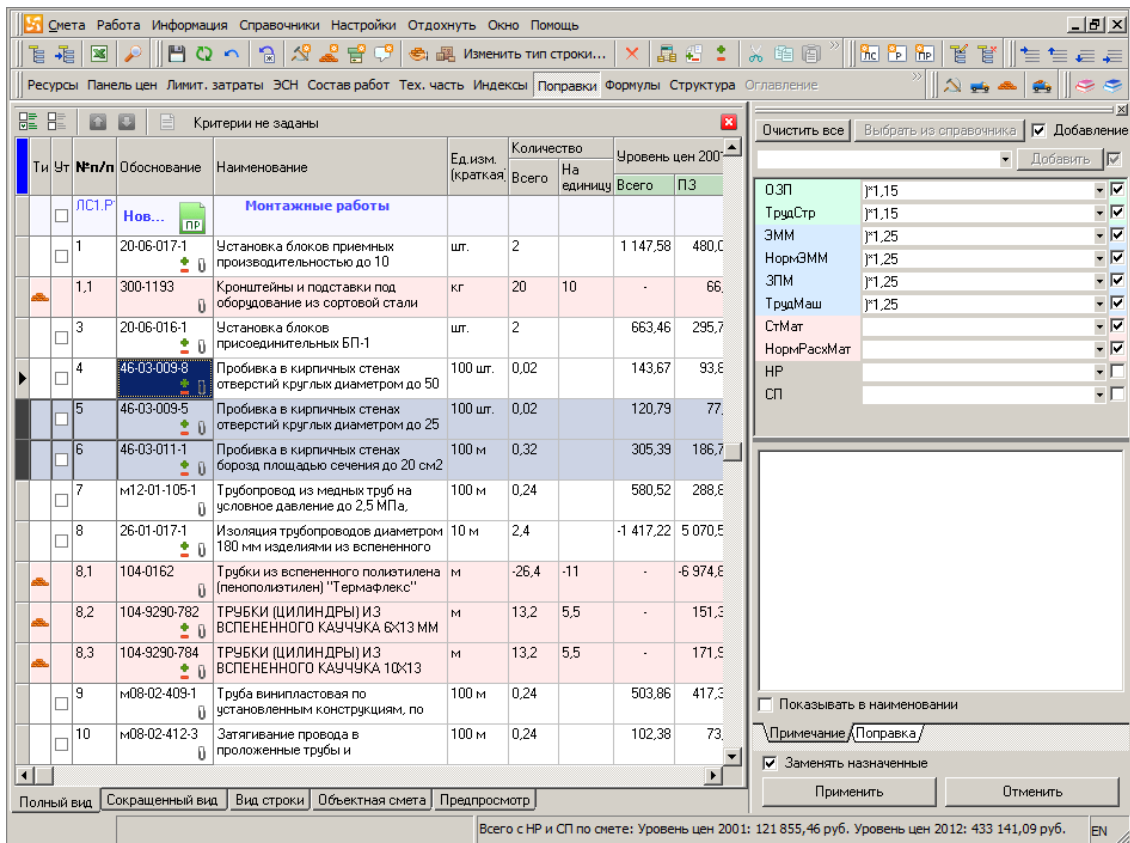 Смета Работа Информация Справочники Настройки Отдохнуть Окно Помощь
Изменить тип строки...
ЛС Р ПР
Ресурсы Панель цен Лимит. затраты ЭСН Состав работ Тех. часть Индексы Поправки Формулы Структура Оглавление
Критерии не заданы
Ти Ут №п/п Обоснование Наименование Ед.изм. (краткая) Количество Уровень цен 200
Всего На единицу Всего ПЗ
ЛС1.Р Нов... ПР Монтажные работы
1 20-06-017-1 Установка блоков приемных шт. 2 1 147,58 480,0
производительностью до 10
1,1 300-1193 Кронштейны и подставки под кг 20 10 - 66,
оборудование из сортовой стали
3 20-06-016-1 Установка блоков шт. 2 663,46 295,7
присоединительных БП-1
4 46-03-009-8 Пробивка в кирпичных стенах 100 шт. 0,02 143,67 93,8
отверстий круглых диаметром до 50
5 46-03-009-5 Пробивка в кирпичных стенах 100 шт. 0,02 120,79 77,
отверстий круглых диаметром до 25
6 46-03-011-1 Пробивка в кирпичных стенах 100 м 0,32 305,39 186,7
борозд площадью сечения до 20 см2
7 м12-01-105-1 Трубопровод из медных труб на 100 м 0,24 580,52 288,8
условное давление до 2,5 МПа,
8 26-01-017-1 Изоляция трубопроводов диаметром 10 м 2,4 -1 417,22 5 070,5
180 мм изделиями из вспененного
8,1 104-0162 Трубки из вспененного полиэтилена м -26,4 -11 - -6 974,8
(пенополиэтилен) "Термафлекс"
8,2 104-9290-782 ТРУБКИ (ЦИЛИНДРЫ) ИЗ м 13,2 5,5 - 151,3
ВСПЕНЕННОГО КАУЧУКА 6Х13 ММ
8,3 104-9290-784 ТРУБКИ (ЦИЛИНДРЫ) ИЗ м 13,2 5,5 - 171,9
ВСПЕНЕННОГО КАУЧУКА 10Х13
9 м08-02-409-1 Труба винипластовая по 100 м 0,24 503,86 417,3
установленным конструкциям, по
10 м08-02-412-3 Затягивание провода в 100 м 0,24 102,38 73,
проложенные трубы и
Полный вид Сокращенный вид Вид строки Объектная смета Предпросмотр
Очистить все Выбрать из справочника Добавление
Добавить
ОЗП )*1,15
ТрудСтр )*1,15
ЭММ )*1,25
НормЭММ )*1,25
ЗПМ )*1,25
ТрудМаш )*1,25
СтМат
НормРасхМат
НР
СП
Показывать в наименовании
Примечание Поправка
Заменять назначенные
Применить Отменить
Всего с НР и СП по смете: Уровень цен 2001: 121 855,46 руб. Уровень цен 2012: 433 141,09 руб. EN